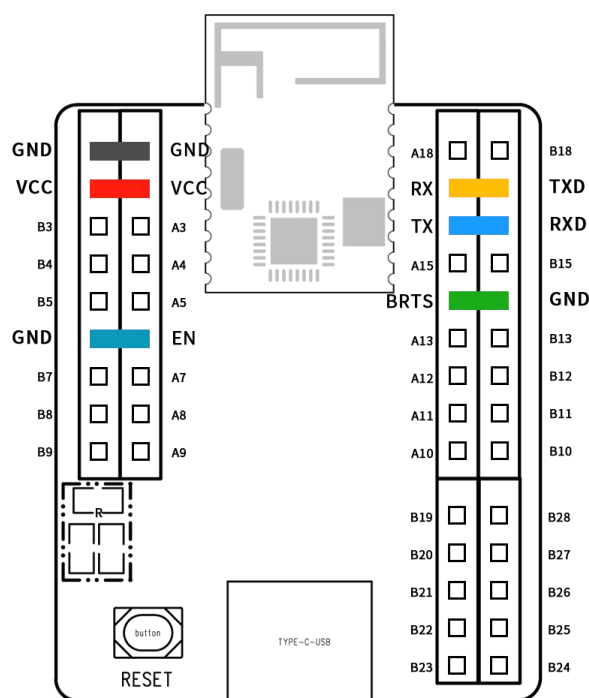 GND GND A18 B18
VCC VCC RX TXD
B3 A3 TX RXD
B4 A4 A15 B15
B5 A5 BRTS GND
GND EN A13 B13
B7 A7 A12 B12
B8 A8 A11 B11
B9 A9 A10 B10
R
B19 B28
B20 B27
B21 B26
button TYPE-C-USB B22 B25
RESET B23 B24